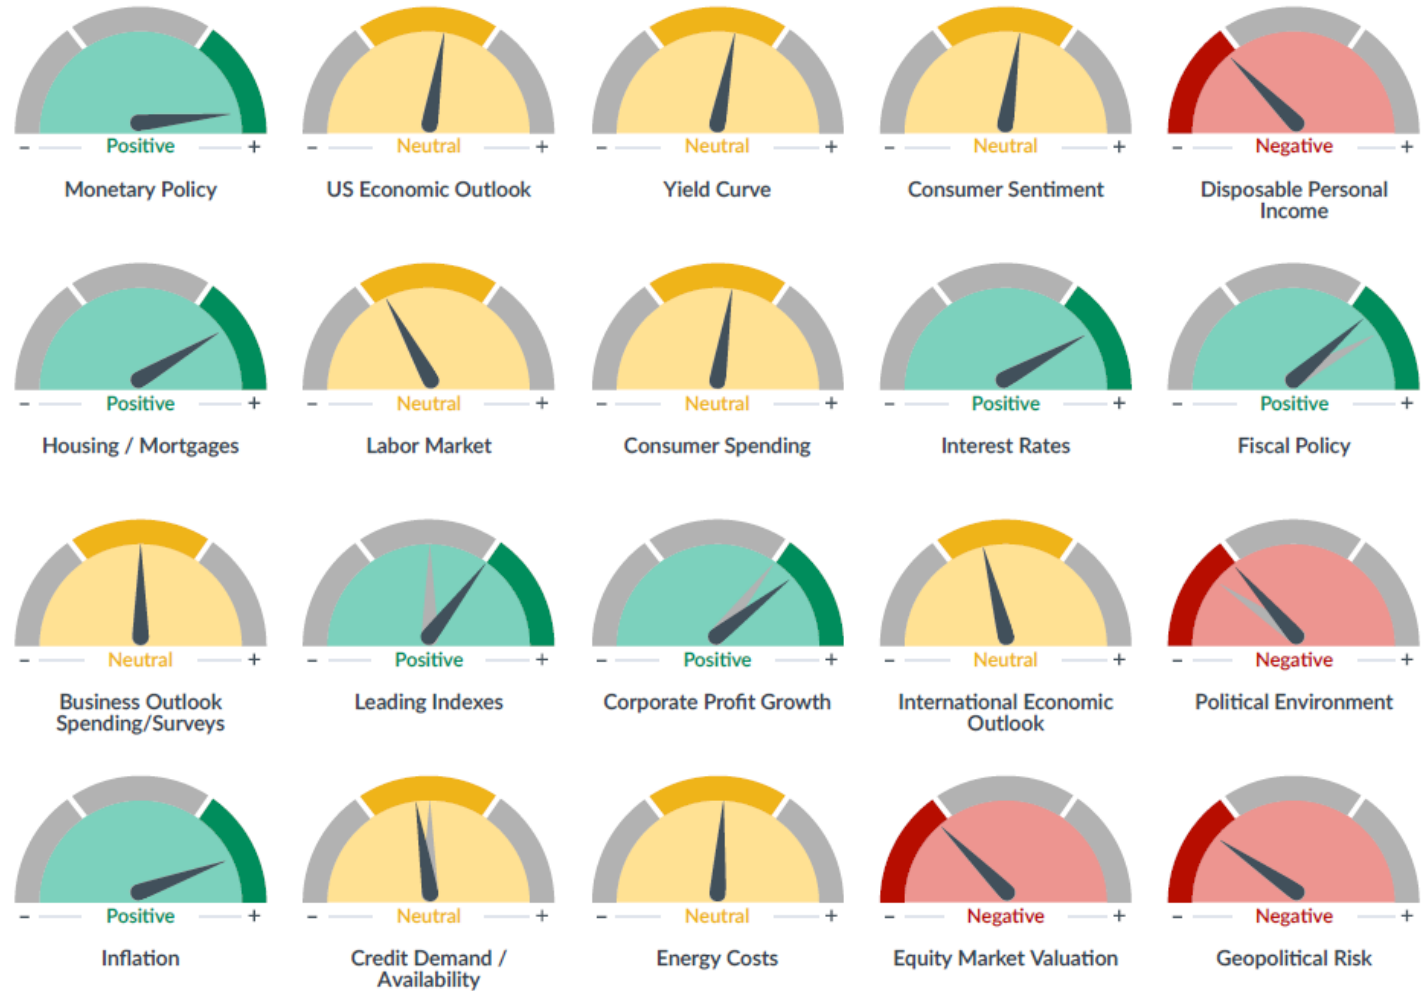 – Positive +
Monetary Policy
– Neutral +
US Economic Outlook
– Neutral +
Yield Curve
– Neutral +
Consumer Sentiment
– Negative +
Disposable Personal
Income
– Positive +
Housing / Mortgages
– Neutral +
Labor Market
– Neutral +
Consumer Spending
– Positive +
Interest Rates
– Positive +
Fiscal Policy
– Neutral +
Business Outlook
Spending/Surveys
– Positive +
Leading Indexes
– Positive +
Corporate Profit Growth
– Neutral +
International Economic
Outlook
– Negative +
Political Environment
– Positive +
Inflation
– Neutral +
Credit Demand /
Availability
– Neutral +
Energy Costs
– Negative +
Equity Market Valuation
– Negative +
Geopolitical Risk